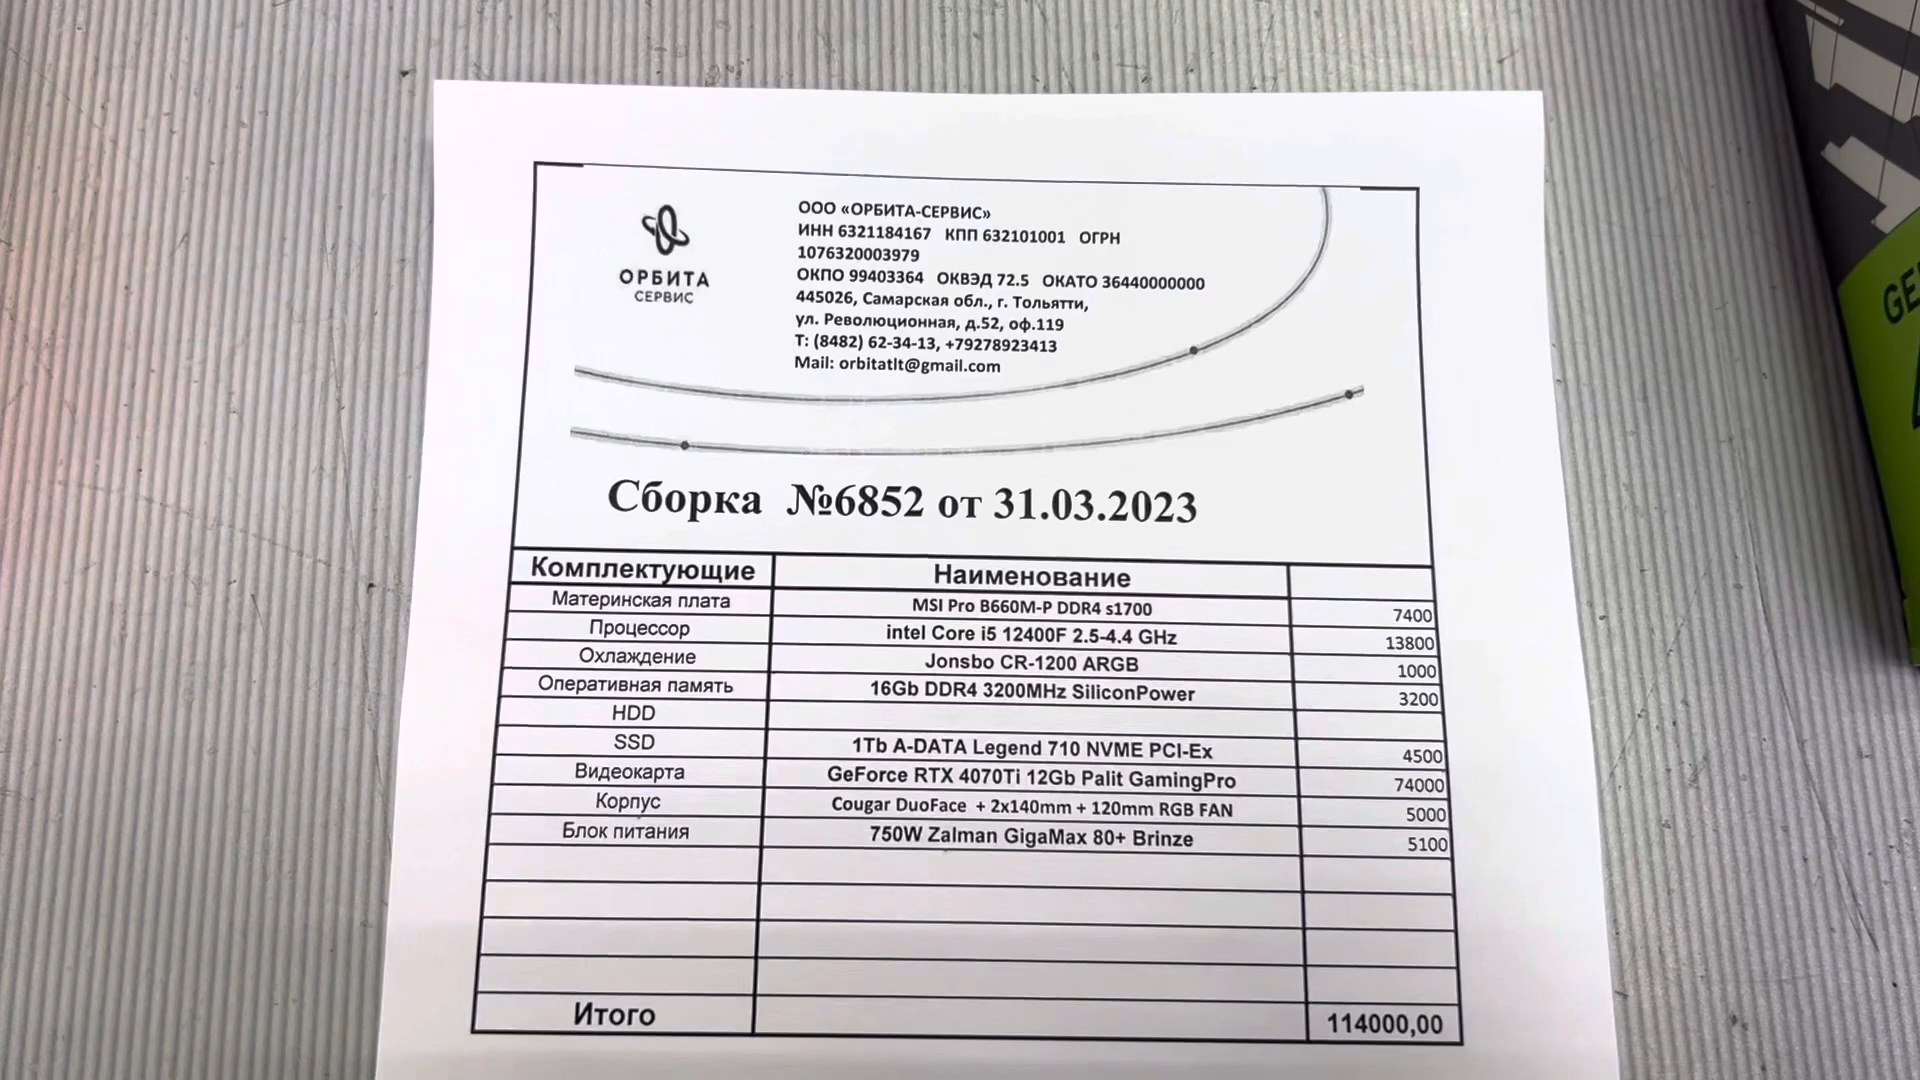 ОРБИТА
СЕРВИС
ООО «ОРБИТА-СЕРВИС»
ИНН 6321184167 КПП 632101001 ОГРН
1076320003979
ОКПО 99403364 ОКВЭД 72.5 ОКАТО 36440000000
445026, Самарская обл., г. Тольятти,
ул. Революционная, д.52, оф.119
Т: (8482) 62-34-13, +79278923413
Mail: orbitatlt@gmail.com
Сборка №6852 от 31.03.2023
Комплектующие Наименование
Материнская плата MSI Pro B660M-P DDR4 s1700 7400
Процессор intel Core i5 12400F 2.5-4.4 GHz 13800
Охлаждение Jonsbo CR-1200 ARGB 1000
Оперативная память 16Gb DDR4 3200MHz SiliconPower 3200
HDD
SSD 1Tb A-DATA Legend 710 NVME PCI-Ex 4500
Видеокарта GeForce RTX 4070Ti 12Gb Palit GamingPro 74000
Корпус Cougar DuoFace + 2x140mm + 120mm RGB FAN 5000
Блок питания 750W Zalman GigaMax 80+ Brinze 5100
Итого 114000,00